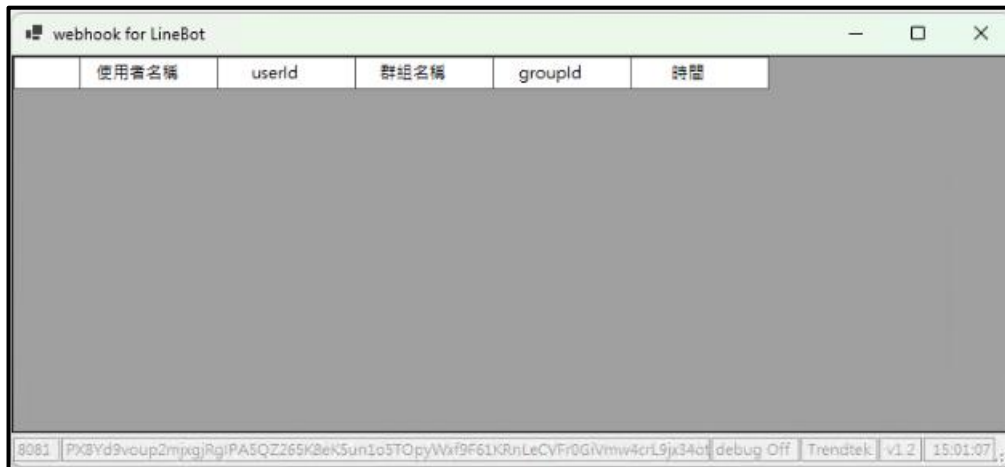 webhook for LineBot
使用者名稱 userId 群組名稱 groupId 時間
8081 debug Off Trendtek v1.2 15:01:07